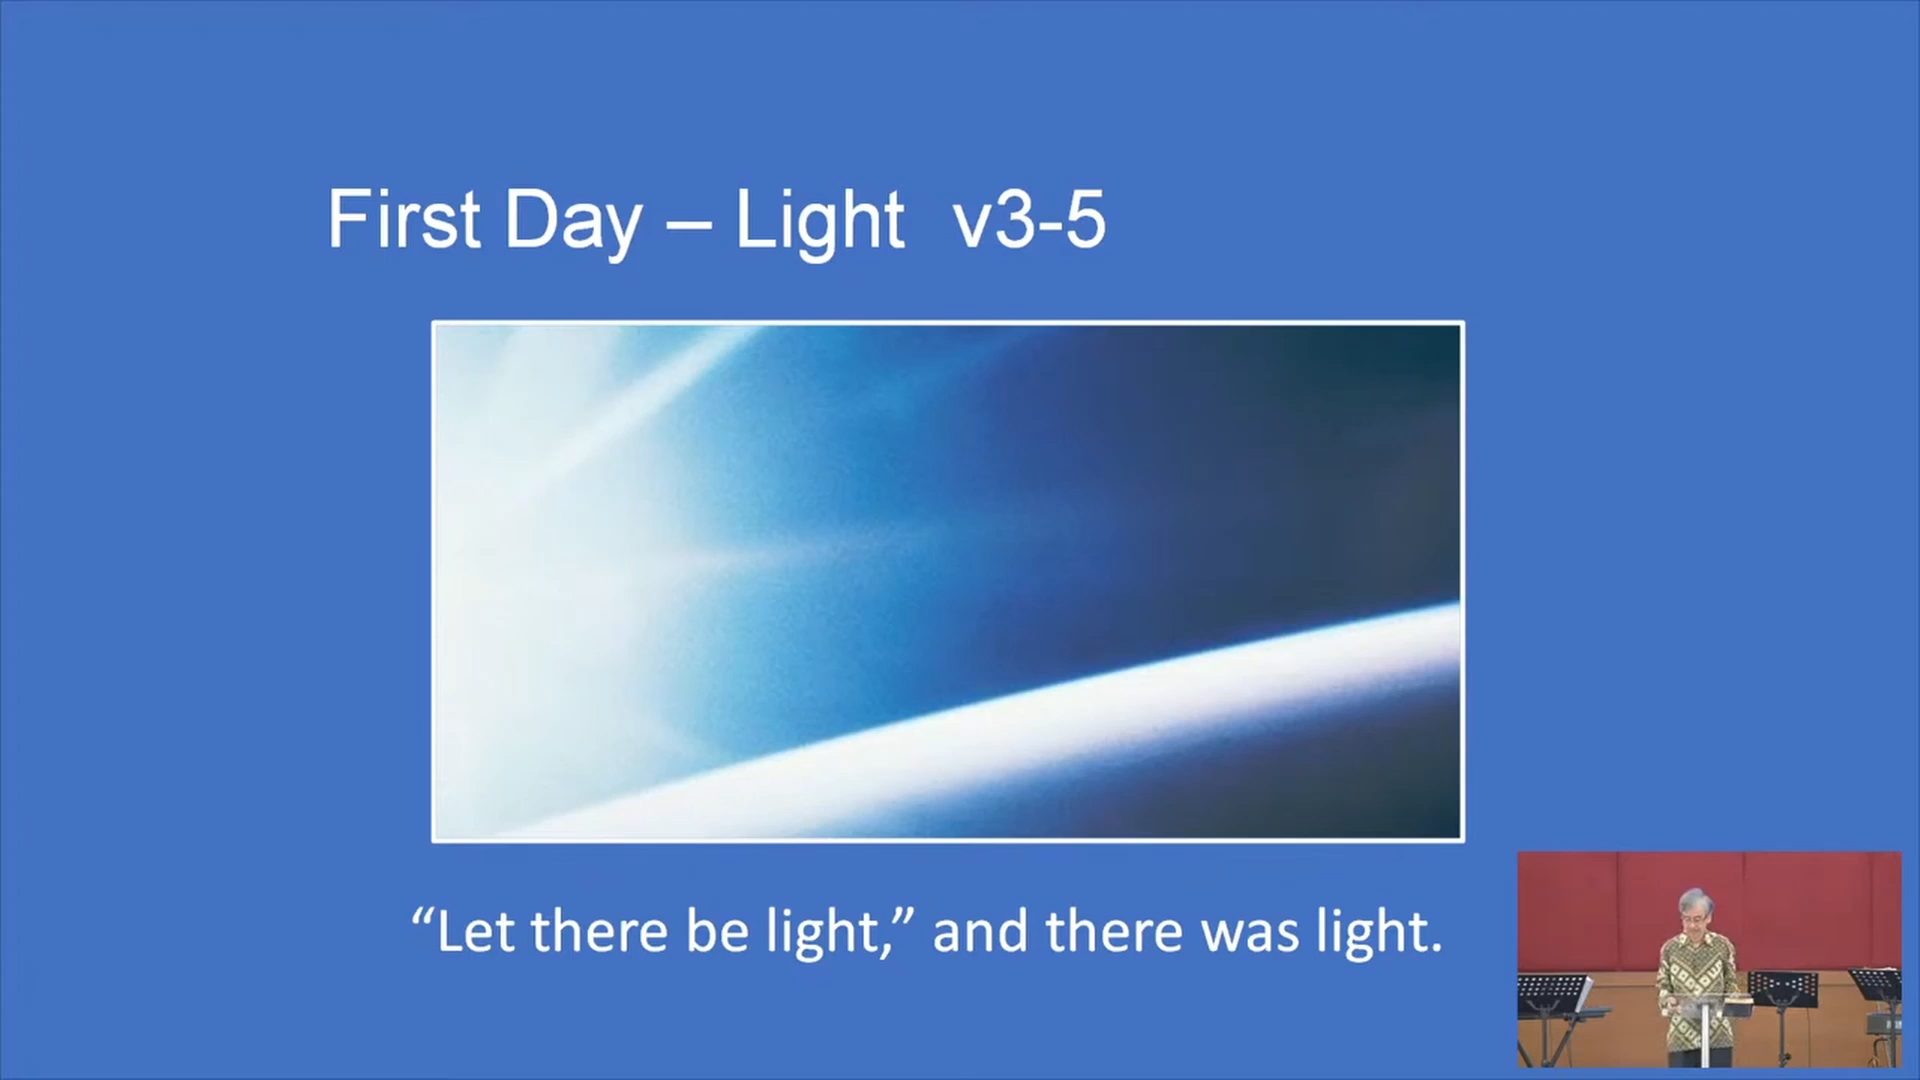 First Day – Light v3-5
“Let there be light,” and there was light.